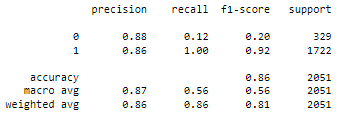 precision recall f1-score support
0 0.88 0.12 0.20 329
1 0.86 1.00 0.92 1722
accuracy 0.86 2051
macro avg 0.87 0.56 0.56 2051
weighted avg 0.86 0.86 0.81 2051